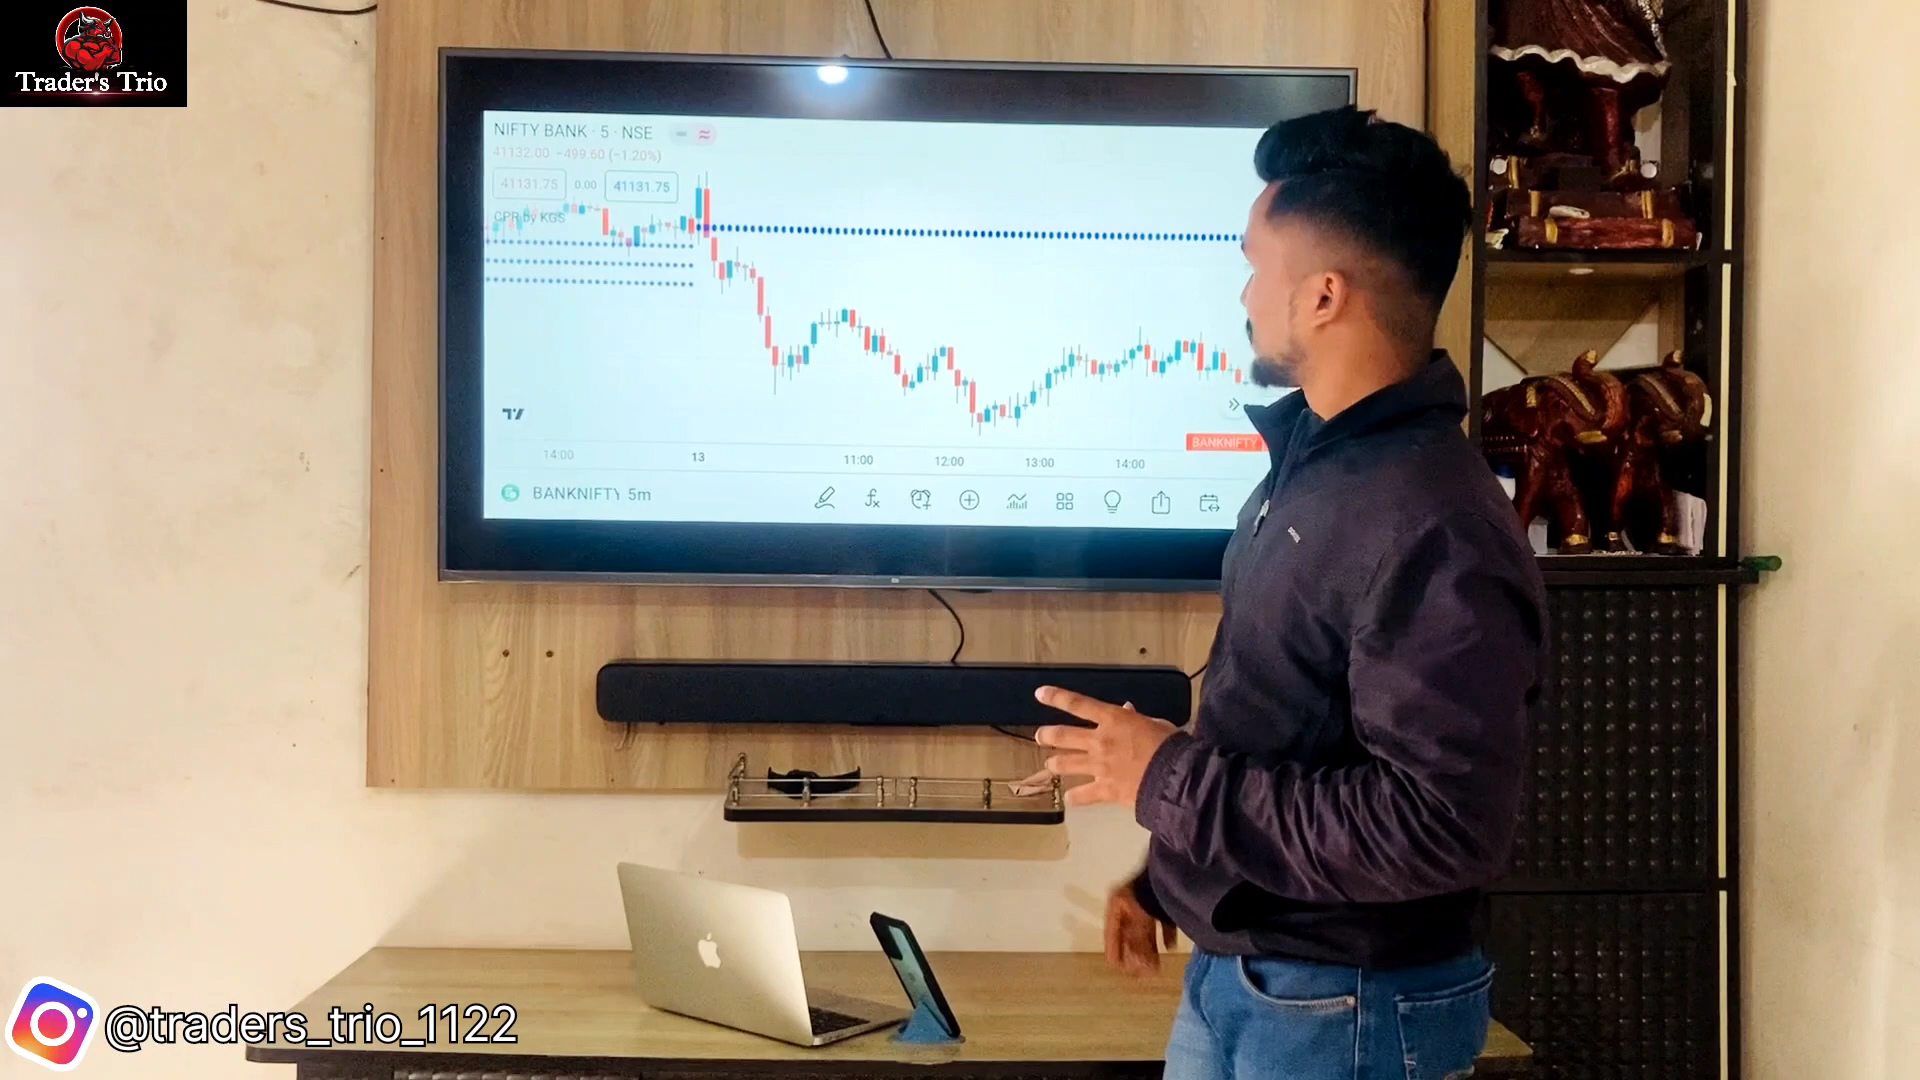 Trader's Trio
NIFTY BANK · 5 · NSE
41132.00 -499.60 (-1.20%)
41131.75 0.00 41131.75
CPR by KGS
BANKNIFTY
14:00 13 11:00 12:00 13:00 14:00
BANKNIFTY 5m
@traders_trio_1122